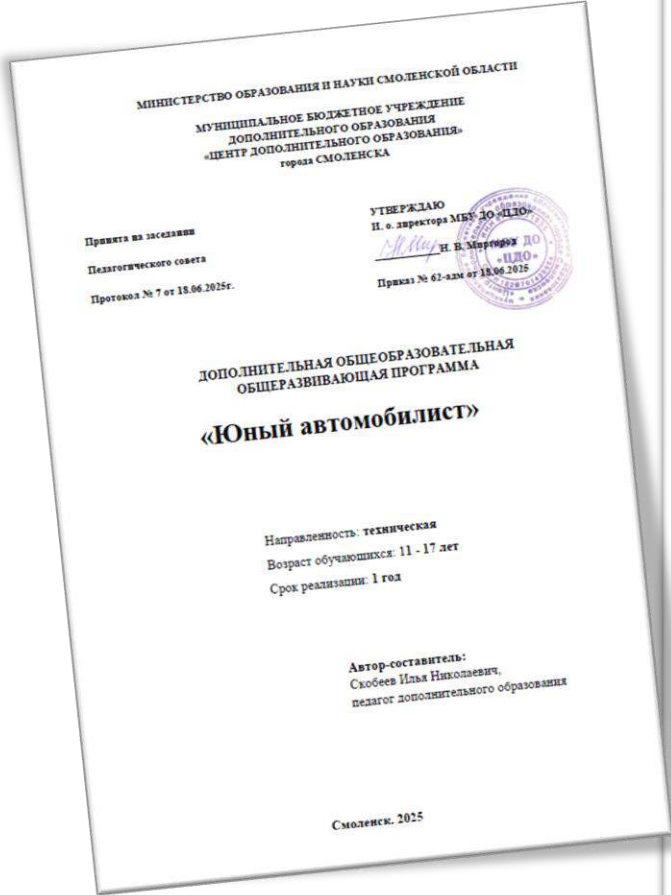 МИНИСТЕРСТВО ОБРАЗОВАНИЯ И НАУКИ СМОЛЕНСКОЙ ОБЛАСТИ
МУНИЦИПАЛЬНОЕ БЮДЖЕТНОЕ УЧРЕЖДЕНИЕ
ДОПОЛНИТЕЛЬНОГО ОБРАЗОВАНИЯ
«ЦЕНТР ДОПОЛНИТЕЛЬНОГО ОБРАЗОВАНИЯ»
города СМОЛЕНСКА
Принята на заседании
Педагогического совета
Протокол № 7 от 18.06.2025г.
УТВЕРЖДАЮ
И. о. директора МБУ ДО «ЦДО»
Н. В. Миргород
Приказ № 62-адм от 18.06.2025
МБУ ДО
«ЦДО»
ДОПОЛНИТЕЛЬНАЯ ОБЩЕОБРАЗОВАТЕЛЬНАЯ
ОБЩЕРАЗВИВАЮЩАЯ ПРОГРАММА
«Юный автомобилист»
Направленность: техническая
Возраст обучающихся: 11 - 17 лет
Срок реализации: 1 год
Автор-составитель:
Скобеев Илья Николаевич,
педагог дополнительного образования
Смоленск. 2025